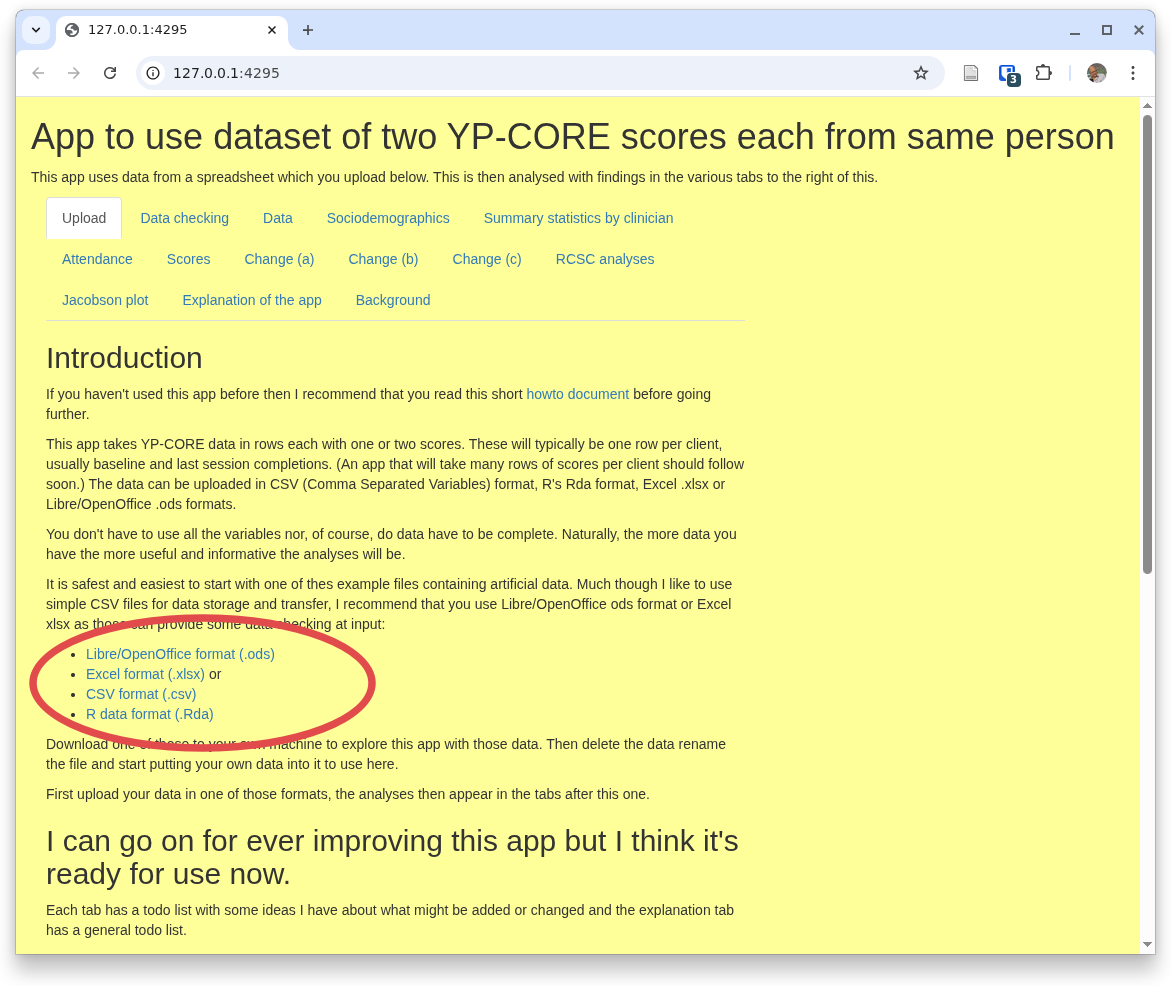 127.0.0.1:4295
127.0.0.1:4295
3
App to use dataset of two YP-CORE scores each from same person
This app uses data from a spreadsheet which you upload below. This is then analysed with findings in the various tabs to the right of this.
Upload Data checking Data Sociodemographics Summary statistics by clinician
Attendance Scores Change (a) Change (b) Change (c) RCSC analyses
Jacobson plot Explanation of the app Background
Introduction
If you haven't used this app before then I recommend that you read this short howto document before going
further.
This app takes YP-CORE data in rows each with one or two scores. These will typically be one row per client,
usually baseline and last session completions. (An app that will take many rows of scores per client should follow
soon.) The data can be uploaded in CSV (Comma Separated Variables) format, R's Rda format, Excel .xlsx or
Libre/OpenOffice .ods formats.
You don't have to use all the variables nor, of course, do data have to be complete. Naturally, the more data you
have the more useful and informative the analyses will be.
It is safest and easiest to start with one of thes example files containing artificial data. Much though I like to use
simple CSV files for data storage and transfer, I recommend that you use Libre/OpenOffice ods format or Excel
xlsx as those can provide some data checking at input:
• Libre/OpenOffice format (.ods)
• Excel format (.xlsx) or
• CSV format (.csv)
• R data format (.Rda)
Download one of those to your own machine to explore this app with those data. Then delete the data rename
the file and start putting your own data into it to use here.
First upload your data in one of those formats, the analyses then appear in the tabs after this one.
I can go on for ever improving this app but I think it's
ready for use now.
Each tab has a todo list with some ideas I have about what might be added or changed and the explanation tab
has a general todo list.